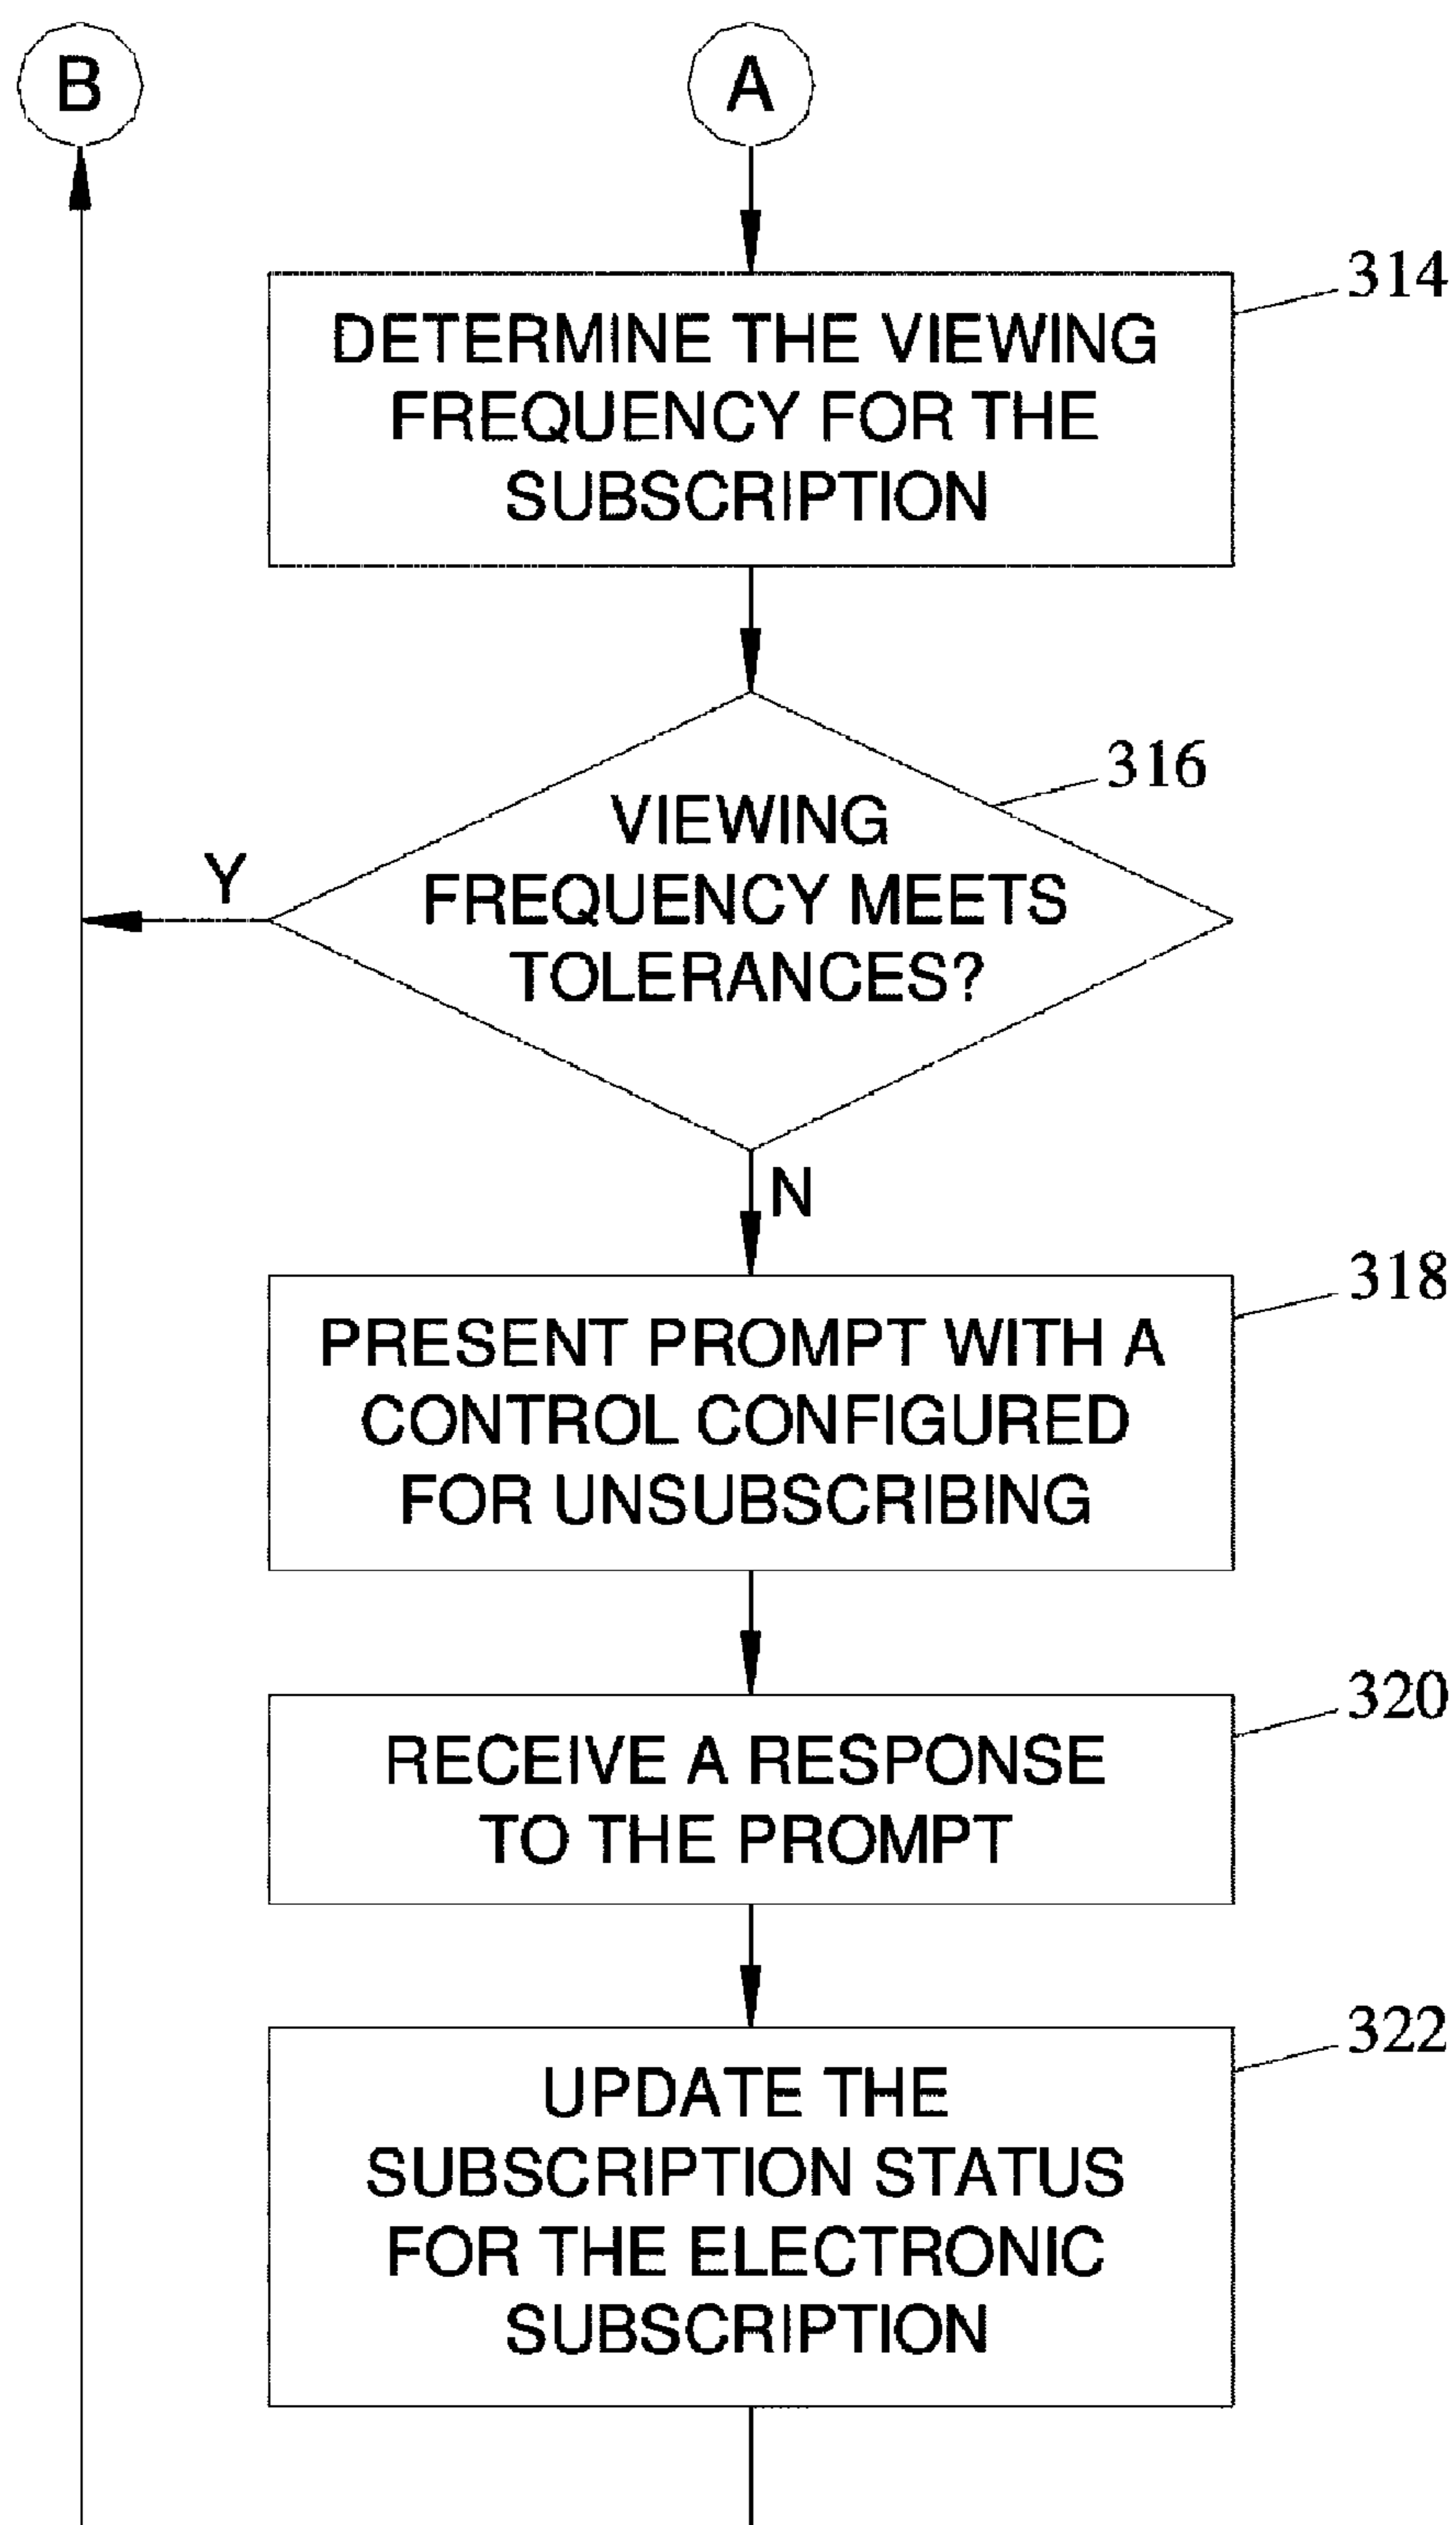 B
A
314
DETERMINE THE VIEWING
FREQUENCY FOR THE
SUBSCRIPTION
316
VIEWING
FREQUENCY MEETS
TOLERANCES?
Y
N
318
PRESENT PROMPT WITH A
CONTROL CONFIGURED
FOR UNSUBSCRIBING
320
RECEIVE A RESPONSE
TO THE PROMPT
322
UPDATE THE
SUBSCRIPTION STATUS
FOR THE ELECTRONIC
SUBSCRIPTION